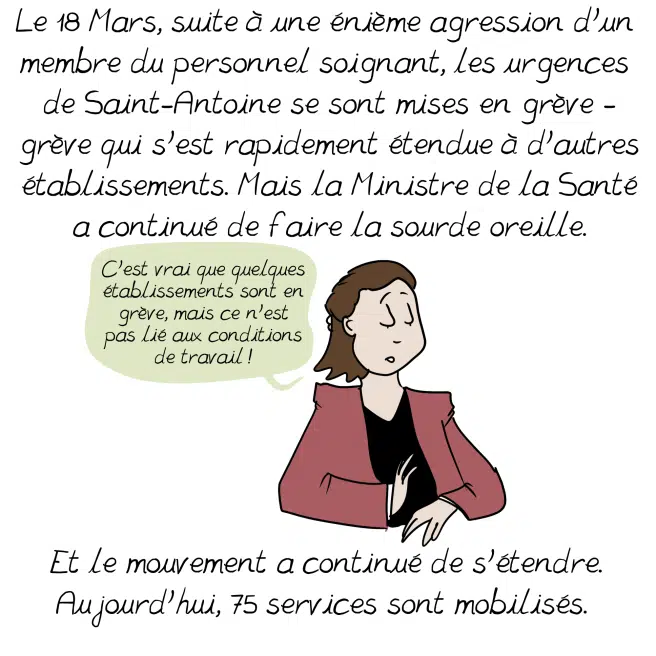 Le 18 Mars, suite à une énième agression d'un
membre du personnel soignant, les urgences
de Saint-Antoine se sont mises en grève -
grève qui s'est rapidement étendue à d'autres
établissements. Mais la Ministre de la Santé
a continué de faire la sourde oreille.
C'est vrai que quelques
établissements sont en
grève, mais ce n'est
pas lié aux conditions
de travail !
Et le mouvement a continué de s'étendre.
Aujourd'hui, 75 services sont mobilisés.